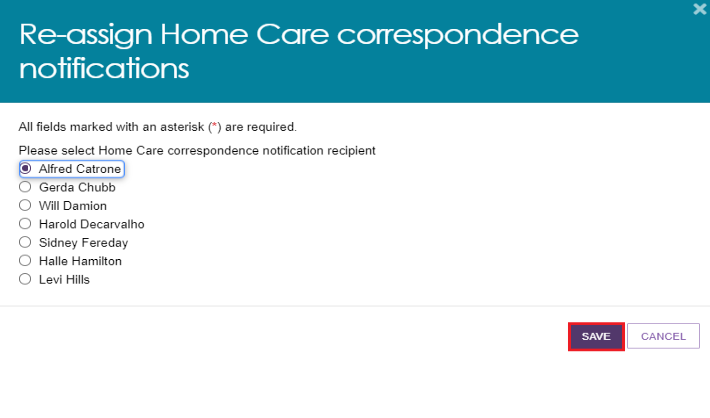 Re-assign Home Care correspondence
notifications
All fields marked with an asterisk (*) are required.
Please select Home Care correspondence notification recipient
Alfred Catrone
Gerda Chubb
Will Damion
Harold Decarvalho
Sidney Fereday
Halle Hamilton
Levi Hills
SAVE CANCEL